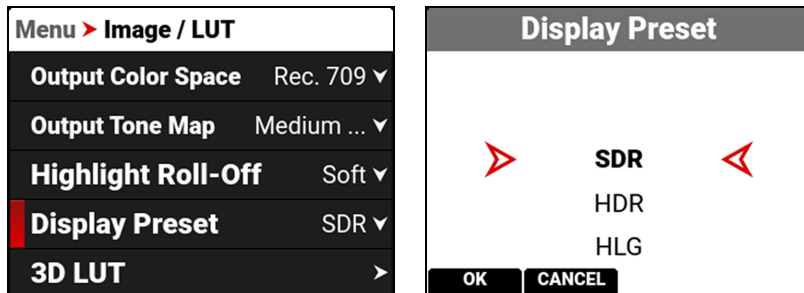 Menu > Image / LUT
Output Color Space Rec. 709
Output Tone Map Medium ...
Highlight Roll-Off Soft
Display Preset SDR
3D LUT >
Display Preset
SDR
HDR
HLG
OK CANCEL